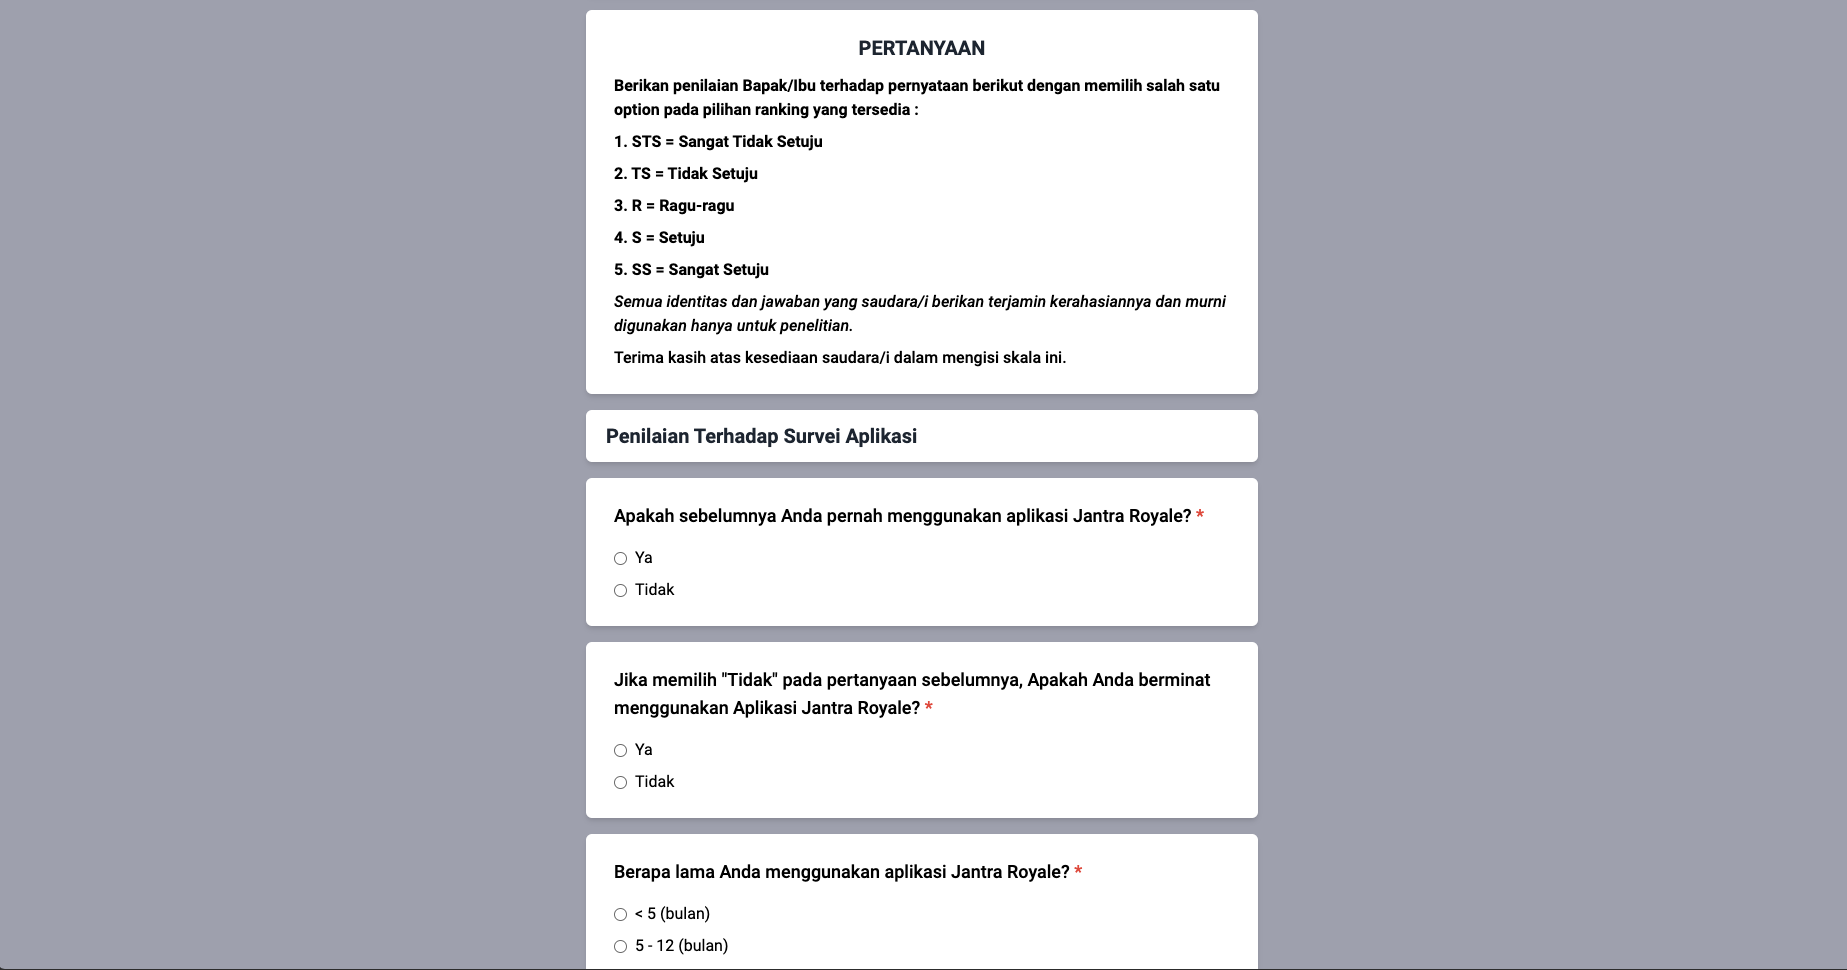 PERTANYAAN
Berikan penilaian Bapak/Ibu terhadap pernyataan berikut dengan memilih salah satu
option pada pilihan ranking yang tersedia :
1. STS = Sangat Tidak Setuju
2. TS = Tidak Setuju
3. R = Ragu-ragu
4. S = Setuju
5. SS = Sangat Setuju
Semua identitas dan jawaban yang saudara/i berikan terjamin kerahasiannya dan murni
digunakan hanya untuk penelitian.
Terima kasih atas kesediaan saudara/i dalam mengisi skala ini.
Penilaian Terhadap Survei Aplikasi
Apakah sebelumnya Anda pernah menggunakan aplikasi Jantra Royale? *
Ya
Tidak
Jika memilih "Tidak" pada pertanyaan sebelumnya, Apakah Anda berminat
menggunakan Aplikasi Jantra Royale? *
Ya
Tidak
Berapa lama Anda menggunakan aplikasi Jantra Royale? *
< 5 (bulan)
5 - 12 (bulan)